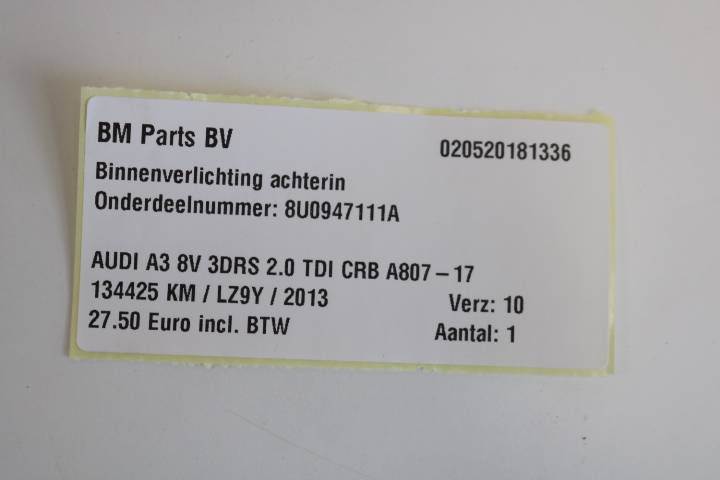 BM Parts BV 020520181336
Binnenverlichting achterin
Onderdeelnummer: 8U0947111A
AUDI A3 8V 3DRS 2.0 TDI CRB A807 – 17
134425 KM / LZ9Y / 2013 Verz: 10
27.50 Euro incl. BTW Aantal: 1